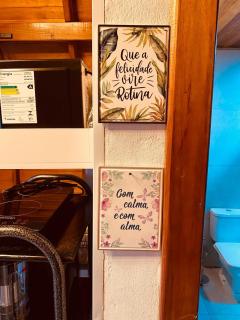 Que a
felicidade
vire
Rotina
Com
calma,
e com
alma.